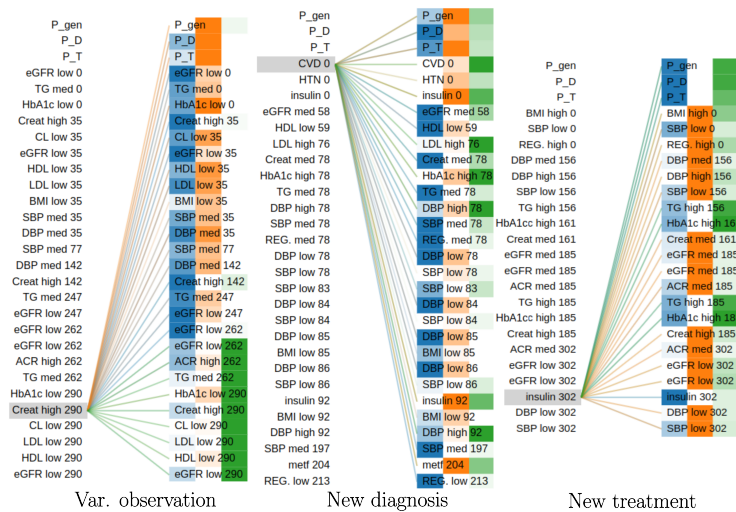 P_gen
P_D
P_T
eGFR low 0
TG med 0
HbA1c low 0
Creat high 35
CL low 35
eGFR low 35
HDL low 35
LDL low 35
BMI low 35
SBP med 35
DBP med 35
SBP med 77
DBP med 142
Creat high 142
TG med 247
eGFR low 247
eGFR low 262
ACR high 262
TG med 262
HbA1c low 290
Creat high 290
CL low 290
LDL low 290
HDL low 290
eGFR low 290
P_gen
P_D
P_T
eGFR low 0
TG med 0
HbA1c low 0
Creat high 35
CL low 35
eGFR low 35
HDL low 35
LDL low 35
BMI low 35
SBP med 35
DBP med 35
SBP med 77
DBP med 142
Creat high 142
TG med 247
eGFR low 247
eGFR low 262
eGFR low 262
ACR high 262
TG med 262
HbA1c low 290
Creat high 290
CL low 290
LDL low 290
HDL low 290
eGFR low 290
Var. observation
P_gen
P_D
P_T
CVD 0
HTN 0
insulin 0
eGFR med 58
HDL low 59
LDL high 76
Creat med 78
HbA1c high 78
TG med 78
DBP high 78
SBP med 78
REG. med 78
DBP low 78
SBP low 78
SBP low 83
DBP low 84
SBP low 84
DBP low 85
BMI low 85
DBP low 86
SBP low 86
insulin 92
BMI low 92
DBP high 92
SBP med 197
metf 204
REG. low 213
P_gen
P_D
P_T
CVD 0
HTN 0
insulin 0
eGFR med 58
HDL low 59
LDL high 76
Creat med 78
HbA1c high 78
TG med 78
DBP high 78
SBP med 78
REG. med 78
DBP low 78
SBP low 78
SBP low 83
DBP low 84
SBP low 84
DBP low 85
BMI low 85
DBP low 86
SBP low 86
insulin 92
BMI low 92
DBP high 92
SBP med 197
metf 204
REG. low 213
New diagnosis
P_gen
P_D
P_T
BMI high 0
SBP low 0
REG. high 0
DBP med 156
DBP high 156
SBP low 156
TG high 156
HbA1cc high 161
Creat med 161
eGFR med 185
eGFR med 185
ACR med 185
TG high 185
HbA1cc high 185
Creat high 185
ACR med 302
eGFR low 302
eGFR low 302
insulin 302
DBP low 302
SBP low 302
P_gen
P_D
P_T
BMI high 0
SBP low 0
REG. high 0
DBP med 156
DBP high 156
SBP low 156
TG high 156
HbA1c high 16
Creat med 161
eGFR med 185
eGFR med 185
ACR med 185
TG high 185
HbA1c high 18
Creat high 185
ACR med 302
eGFR low 302
eGFR low 302
insulin 302
DBP low 302
SBP low 302
New treatment